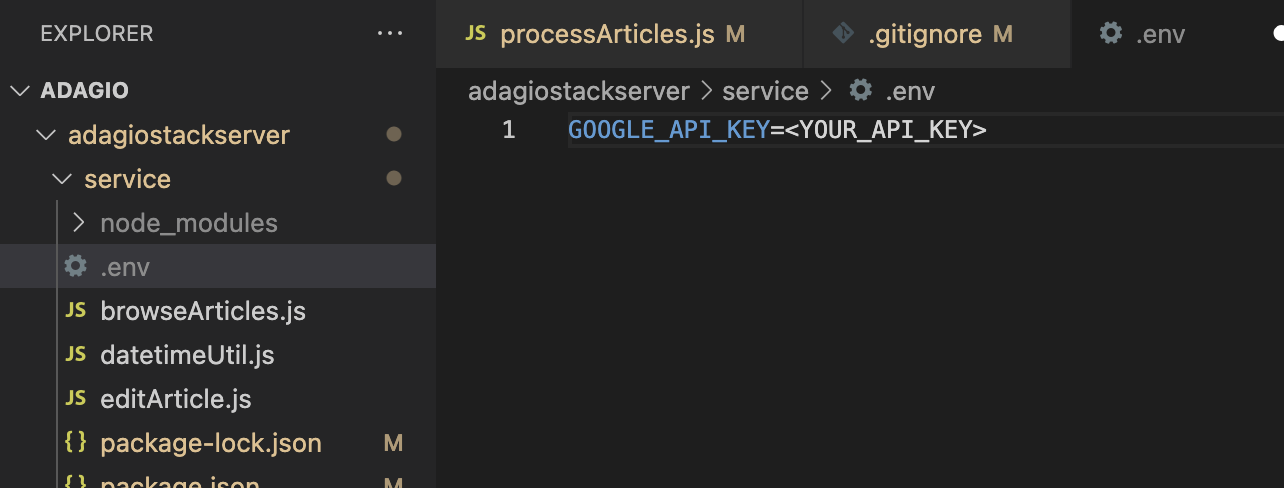 EXPLORER
ADAGIO
adagiostackserver
service
node_modules
.env
JS browseArticles.js
JS datetimeUtil.js
JS editArticle.js
{} package-lock.json M
{} package.json M
JS processArticles.js M
.gitignore M
.env
adagiostackserver > service > .env
1 GOOGLE_API_KEY=<YOUR_API_KEY>